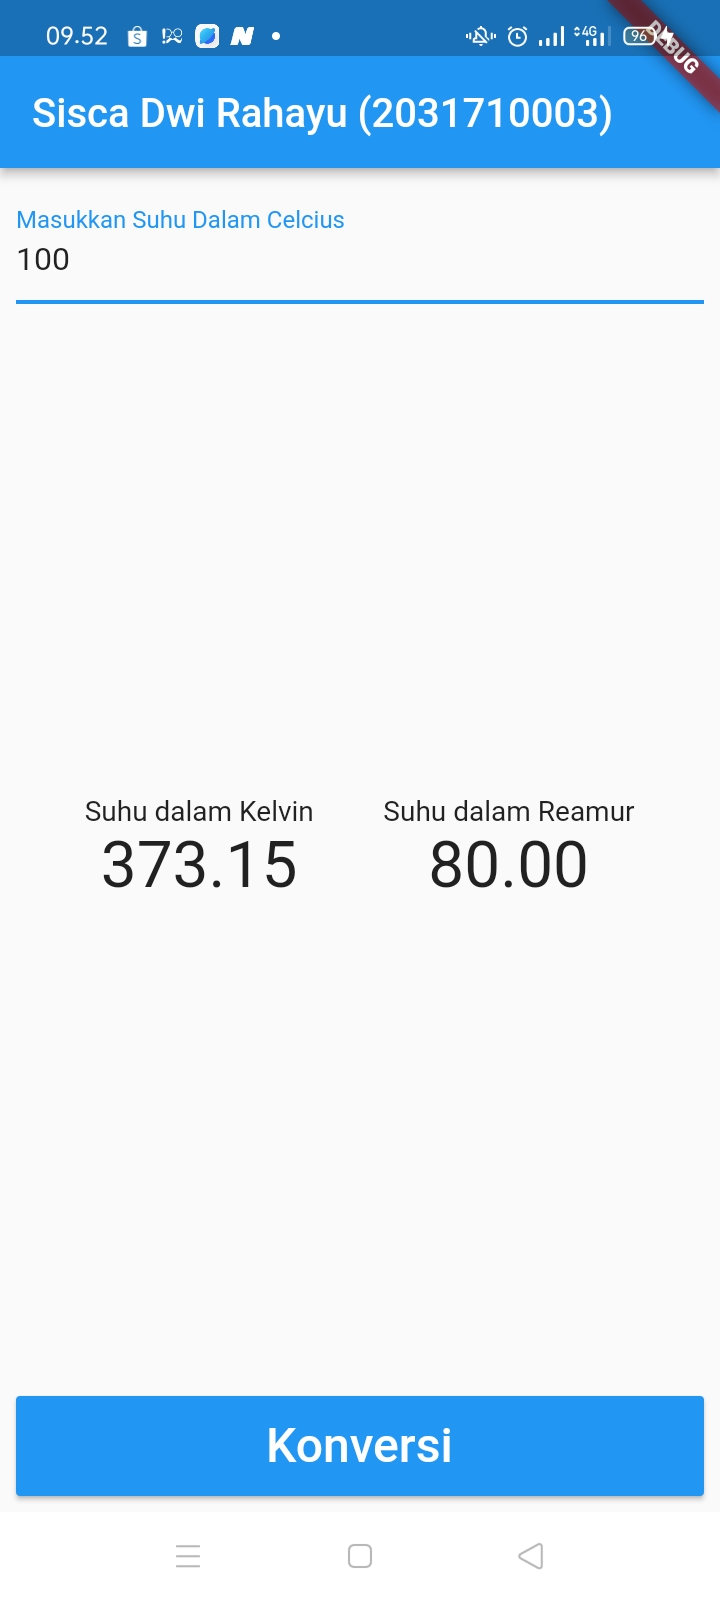 09.52
4G
96
DEBUG
Sisca Dwi Rahayu (2031710003)
Masukkan Suhu Dalam Celcius
100
Suhu dalam Kelvin
Suhu dalam Reamur
373.15
80.00
Konversi